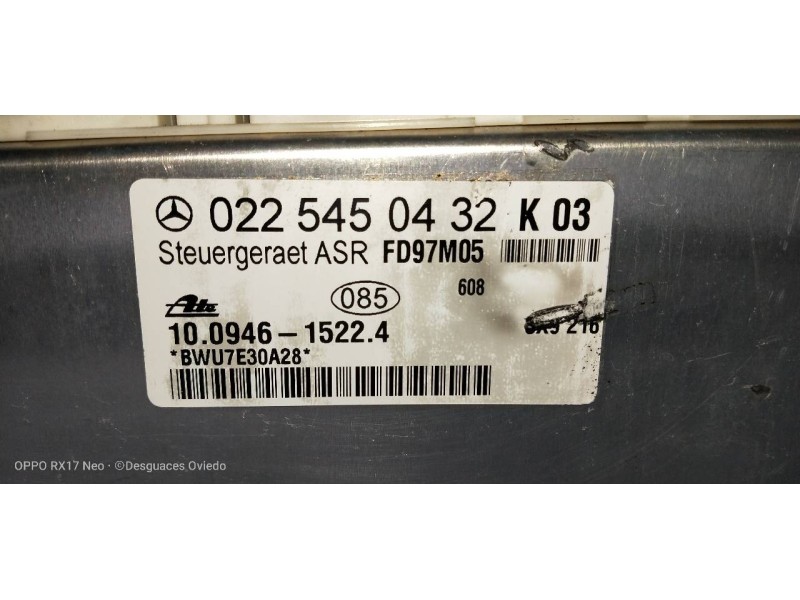 022 545 04 32 K 03
Steuergeraet ASR FD97M05
085 608
Ate
10.0946-1522.4
*BWU7E30A28*
OPPO RX17 Neo · ©Desguaces Oviedo